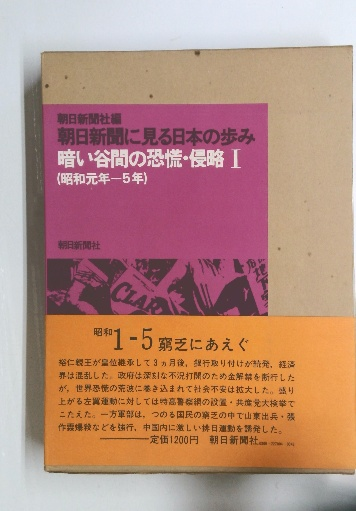 朝日新聞社編
朝日新聞に見る日本の歩み
暗い谷間の恐慌・侵略 I
(昭和元年—5年)
朝日新聞社
CLAR
昭和1-5 窮乏にあえぐ
裕仁親王が皇位継承して3ヵ月後、銀行取り付けが続発、経済
界は混乱した。政府は深刻な不況打開のため金解禁を断行した
が、世界恐慌の荒波に巻き込まれて社会不安は拡大した。盛り
上がる左翼運動に対しては特高警察網の設置・共産党大検挙で
こたえた。一方軍部は、つのる国民の窮乏の中で山東出兵・張
作霖爆殺などを強行、中国内に激しい排日運動を誘発した。
定価1200円 朝日新聞社